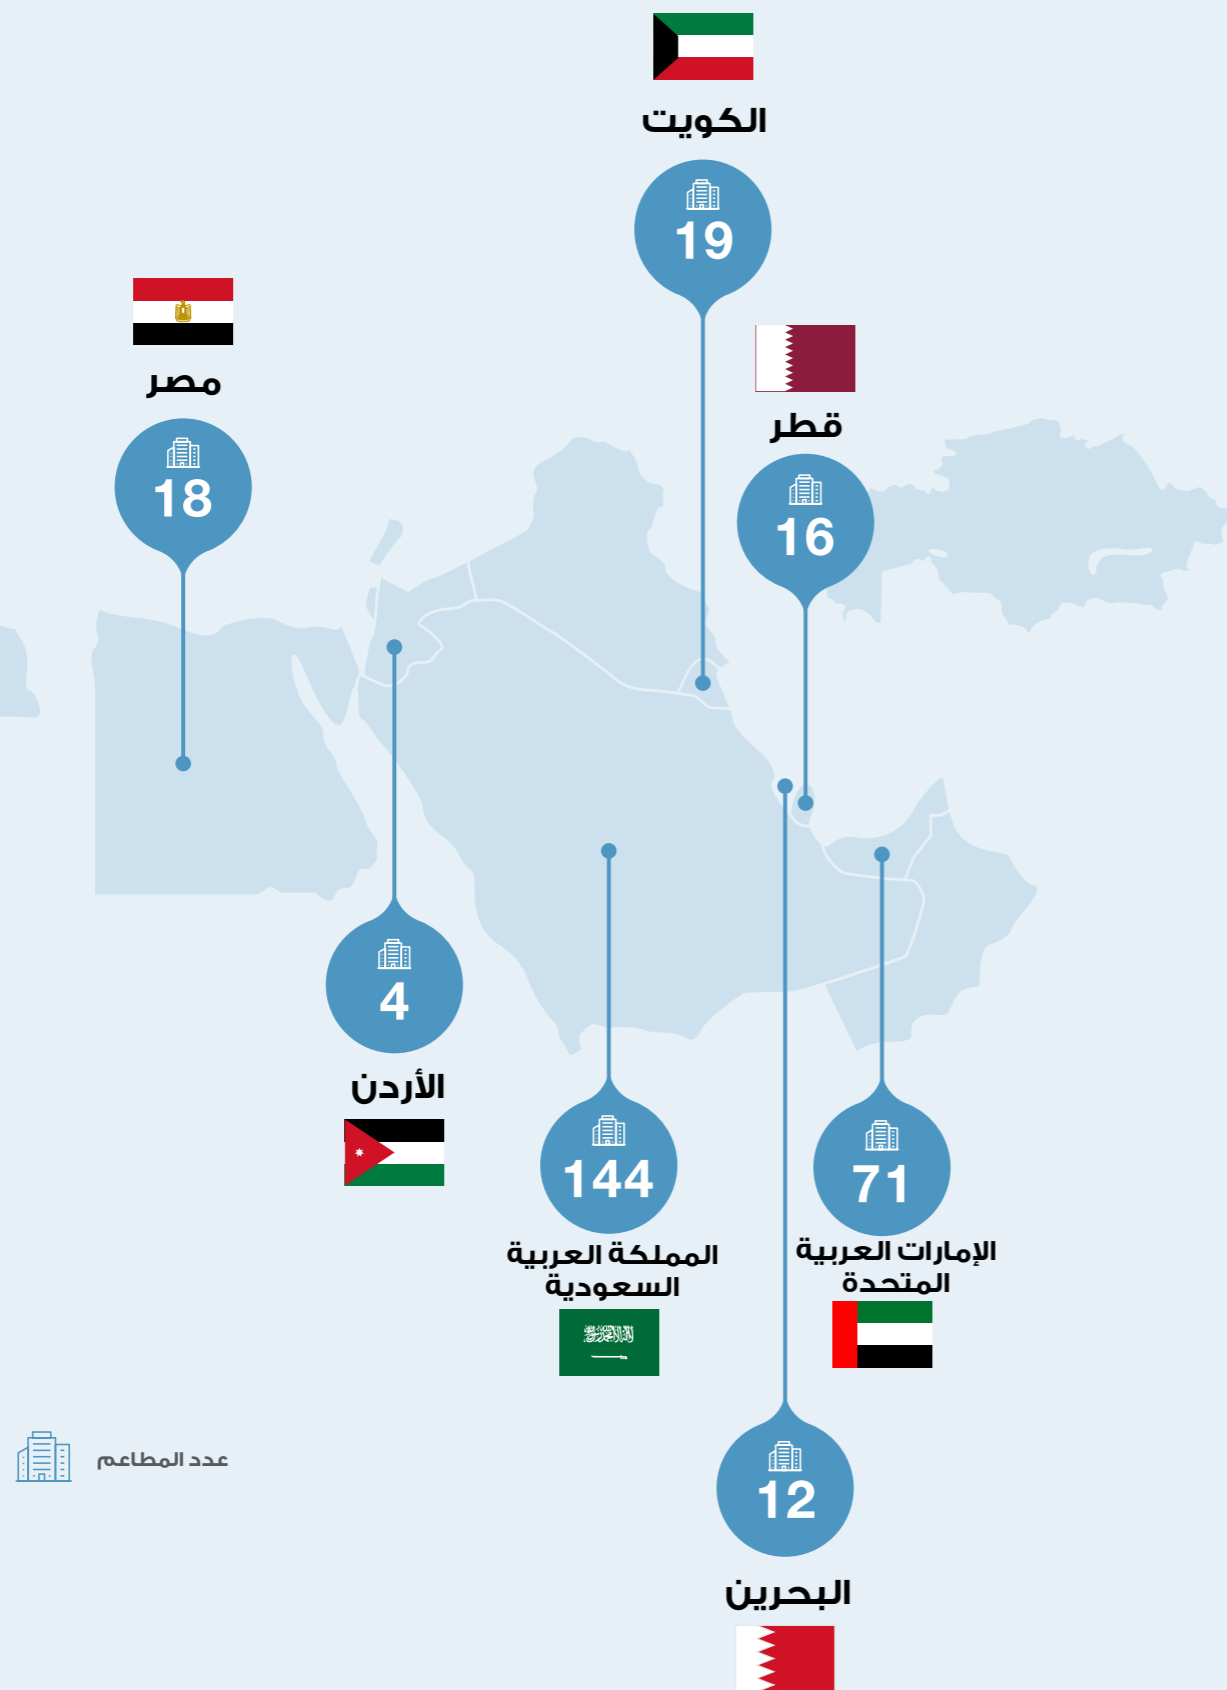 الكويت
19
مصر
18
قطر
16
4
الأردن
144
المملكة العربية
السعودية
71
الإمارات العربية
المتحدة
عدد المطاعم
12
البحرين